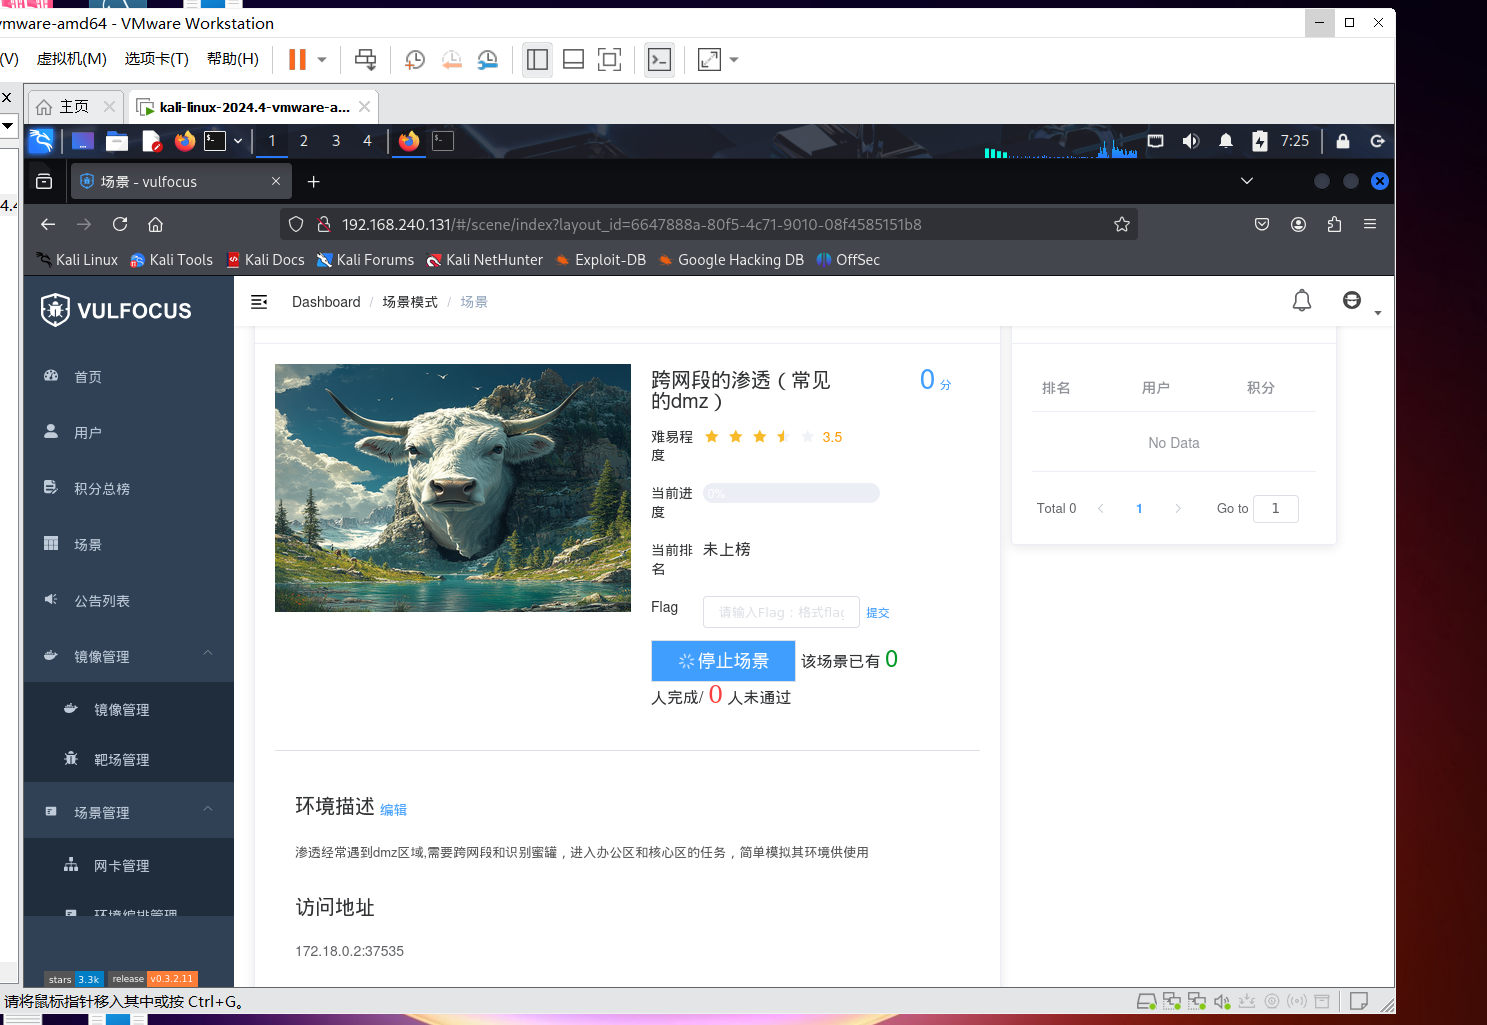 vmware-amd64 - VMware Workstation
(V) 虚拟机(M) 选项卡(T) 帮助(H)
主页
kali-linux-2024.4-vmware-a...
1 2 3 4
7:25
场景 - vulfocus
4.4
192.168.240.131/#/scene/index?layout_id=6647888a-80f5-4c71-9010-08f4585151b8
Kali Linux Kali Tools Kali Docs Kali Forums Kali NetHunter Exploit-DB Google Hacking DB OffSec
VULFOCUS
Dashboard / 场景模式 / 场景
首页
用户
积分总榜
场景
公告列表
镜像管理
镜像管理
靶场管理
场景管理
网卡管理
环境编排管理
stars 3.3k release v0.3.2.11
跨网段的渗透（常见
的dmz）
0 分
难易程
度
3.5
当前进
度
0%
当前排
名
未上榜
Flag
请输入Flag：格式flag
提交
停止场景 该场景已有 0
人完成/ 0 人未通过
环境描述 编辑
渗透经常遇到dmz区域,需要跨网段和识别蜜罐，进入办公区和核心区的任务，简单模拟其环境供使用
访问地址
172.18.0.2:37535
排名 用户 积分
No Data
Total 0 1 Go to 1
请将鼠标指针移入其中或按 Ctrl+G。